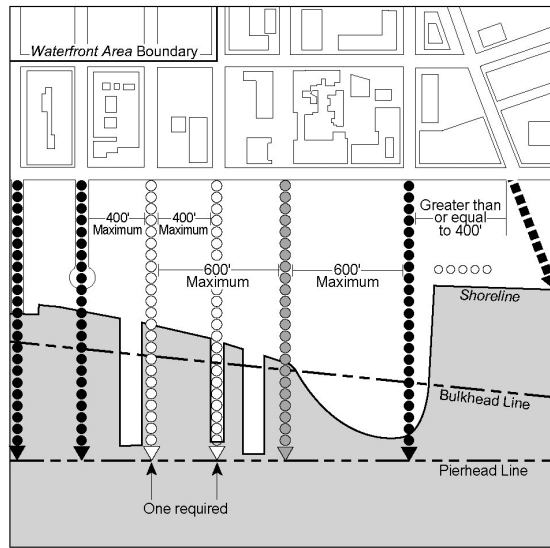 Waterfront Area Boundary
400'
Maximum
400'
Maximum
Greater than
or equal
to 400'
600'
Maximum
600'
Maximum
Shoreline
Bulkhead Line
Pierhead Line
One required